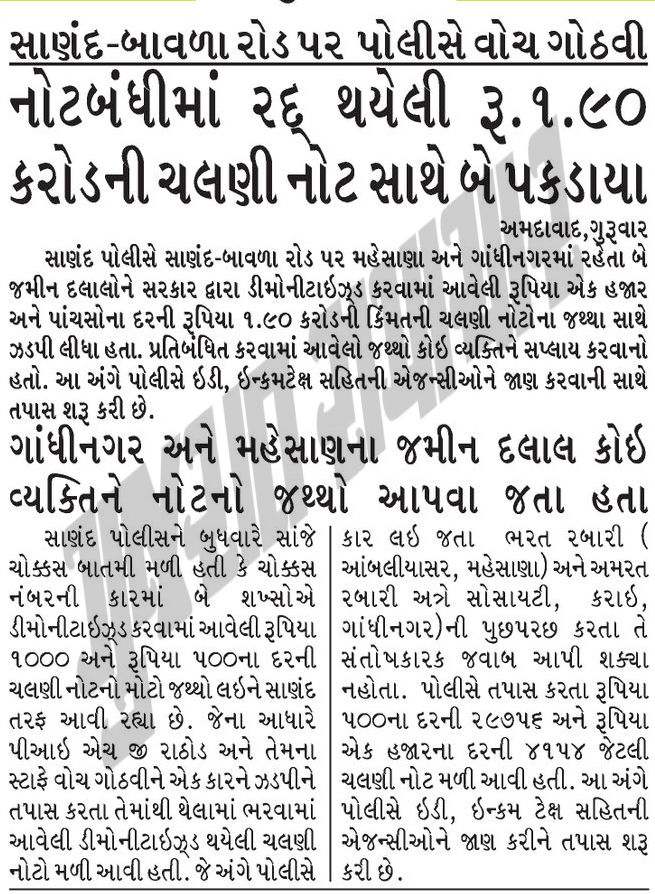 સાણંદ-બાવળા રોડ પર પોલીસે વોચ ગોઠવી
નોટબંધીમાં રદ્ થયેલી રૂ.૧.૯૦
કરોડની ચલણી નોટ સાથે બે પકડાયા
અમદાવાદ,ગુરૂવાર
સાણંદ પોલીસે સાણંદ-બાવળા રોડ પર મહેસાણા અને ગાંધીનગરમાં રહેતા બે
જમીન દલાલોને સરકાર દ્વારા ડીમોનીટાઇઝ્ડ કરવામાં આવેલી રૂપિયા એક હજાર
અને પાંચસોના દરની રૂપિયા ૧.૯૦ કરોડની કિંમતની ચલણી નોટોના જથ્થા સાથે
ઝડપી લીધા હતા. પ્રતિબંધિત કરવામાં આવેલો જથ્થો કોઇ વ્યક્તિને સપ્લાય કરવાનો
હતો. આ અંગે પોલીસે ઇડી, ઇન્કમટેક્ષ સહિતની એજન્સીઓને જાણ કરવાની સાથે
તપાસ શરૂ કરી છે.
ગાંધીનગર અને મહેસાણના જમીન દલાલ કોઇ
વ્યક્તિને નોટનો જથ્થો આપવા જતા હતા
સાણંદ પોલીસને બુધવારે સાંજે
ચોક્કસ બાતમી મળી હતી કે ચોક્કસ
નંબરની કારમાં બે શખ્સોએ
ડીમોનીટાઇઝ્ડ કરવામાં આવેલી રૂપિયા
૧૦૦૦ અને રૂપિયા ૫૦૦ના દરની
ચલણી નોટનો મોટો જથ્થો લઇને સાણંદ
તરફ આવી રહ્યા છે. જેના આધારે
પીઆઇ એચ જી રાઠોડ અને તેમના
સ્ટાફે વોચ ગોઠવીને એક કારને ઝડપીને
તપાસ કરતા તેમાંથી થેલામાં ભરવામાં
આવેલી ડીમોનીટાઇઝ્ડ થયેલી ચલણી
નોટો મળી આવી હતી. જે અંગે પોલીસે
કાર લઇ જતા ભરત રબારી (
આંબલીયાસર, મહેસાણા) અને અમરત
રબારી અત્રે સોસાયટી, કરાઇ,
ગાંધીનગર)ની પુછપરછ કરતા તે
સંતોષકારક જવાબ આપી શક્યા
નહોતા. પોલીસે તપાસ કરતા રૂપિયા
૫૦૦ના દરની ૨૯૭૫૬ અને રૂપિયા
એક હજારના દરની ૪૧૫૪ જેટલી
ચલણી નોટ મળી આવી હતી. આ અંગે
પોલીસે ઇડી, ઇન્કમ ટેક્ષ સહિતની
એજન્સીઓને જાણ કરીને તપાસ શરૂ
કરી છે.
ગુજરાત સમાચાર